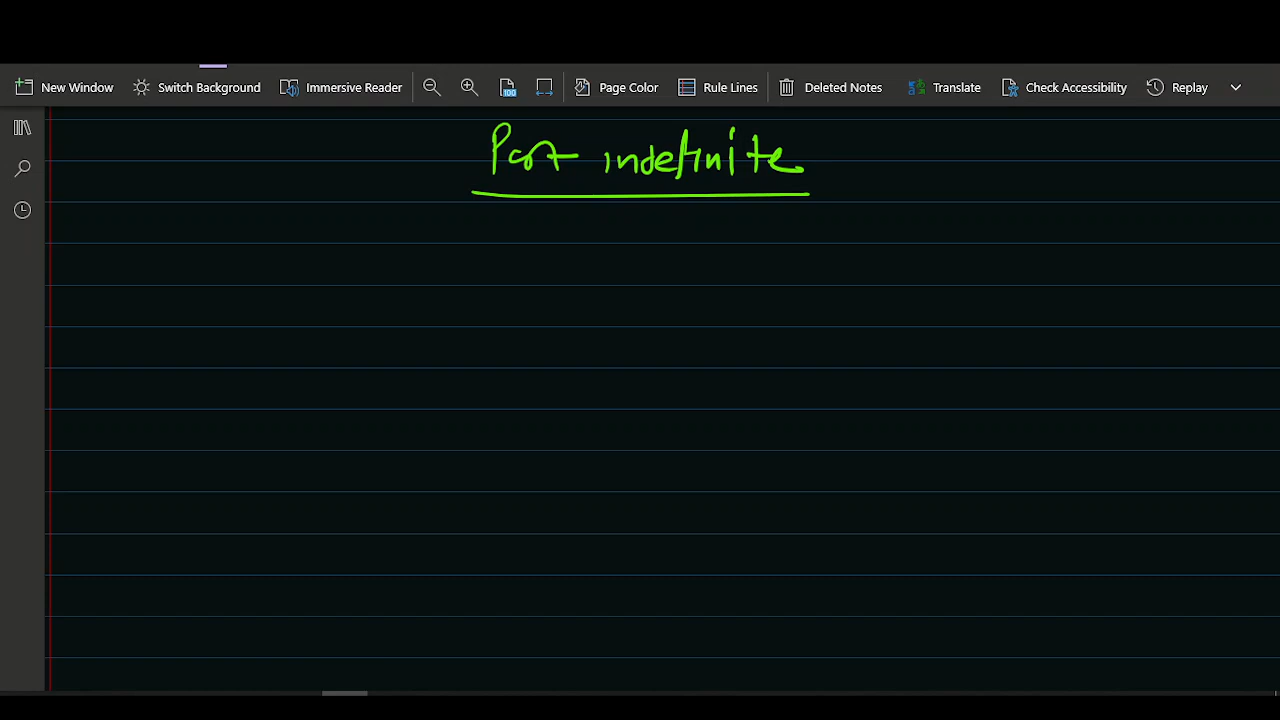 New Window Switch Background Immersive Reader Page Color Rule Lines Deleted Notes Translate Check Accessibility Replay
Past indefinite